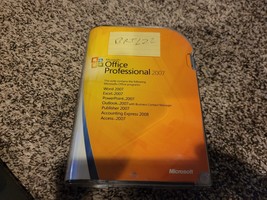 Microsoft
Office
Professional 2007
Word 2007
Excel 2007
PowerPoint 2007
Outlook 2007 with Business Contact Manager
Publisher 2007
Accounting Express 2008
Access 2007
Microsoft